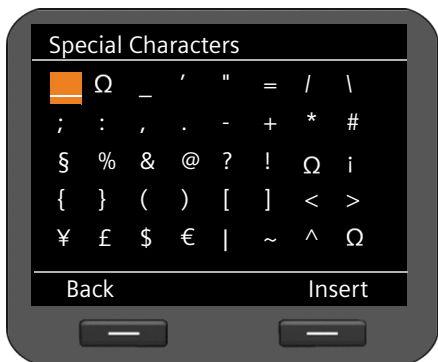 Special Characters
_ Ω _ ′ " = / \
; : , . - + * #
§ % & @ ? ! Ω ¡
{ } ( ) [ ] < >
¥ £ $ € | ~ ^ Ω
Back Insert